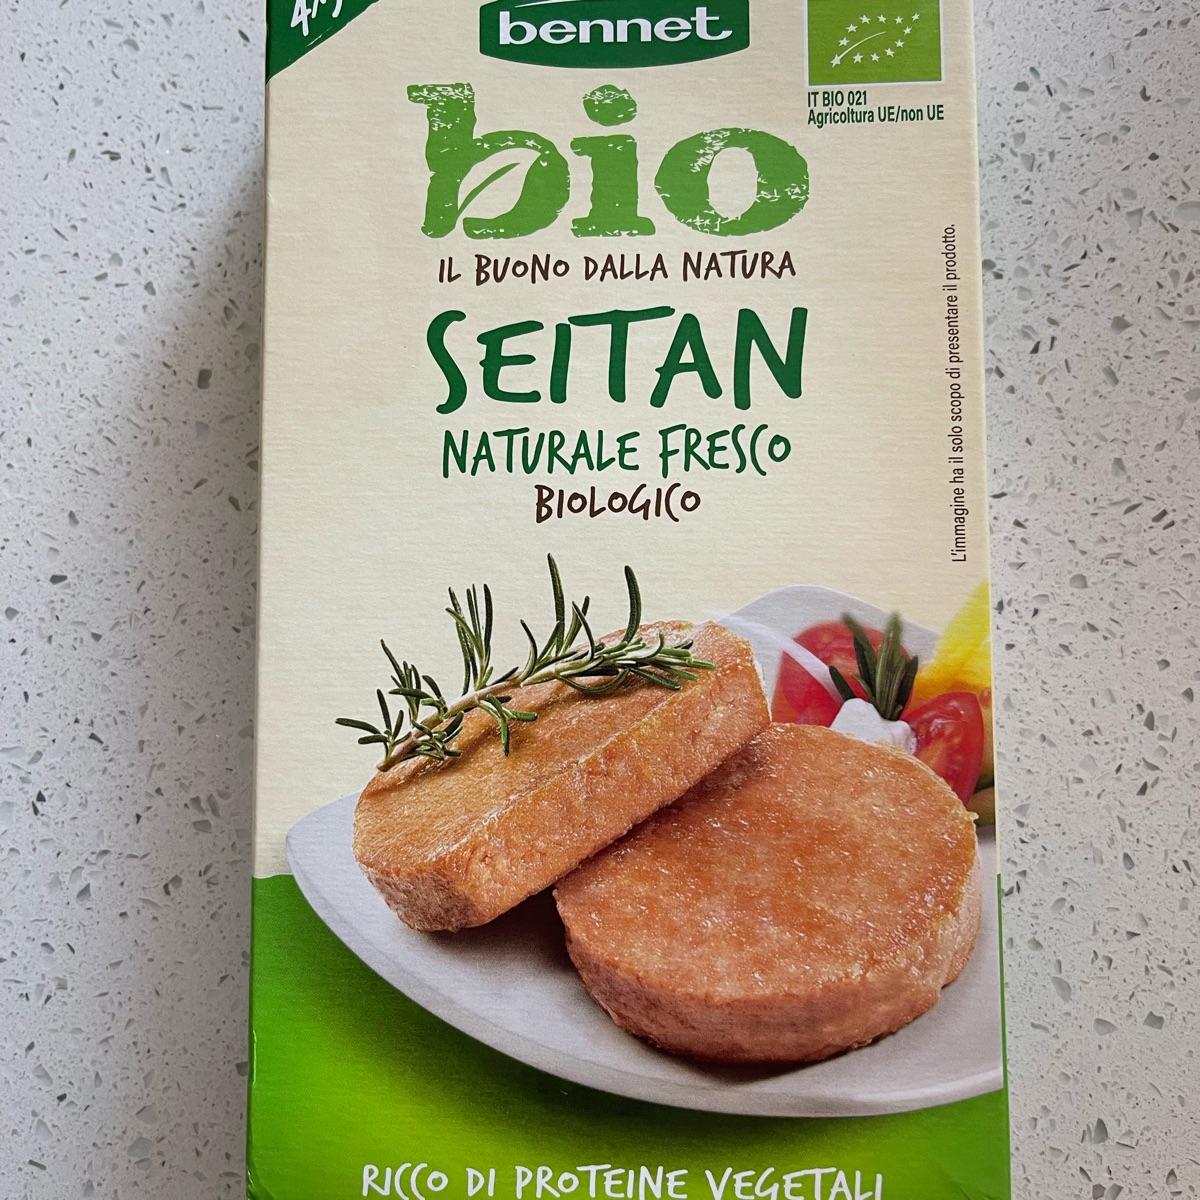 bennet
bio
IL BUONO DALLA NATURA
SEITAN
NATURALE FRESCO
BIOLOGICO
IT BIO 021
Agricoltura UE/non UE
L'immagine ha il solo scopo di presentare il prodotto.
RICCO DI PROTEINE VEGETALI